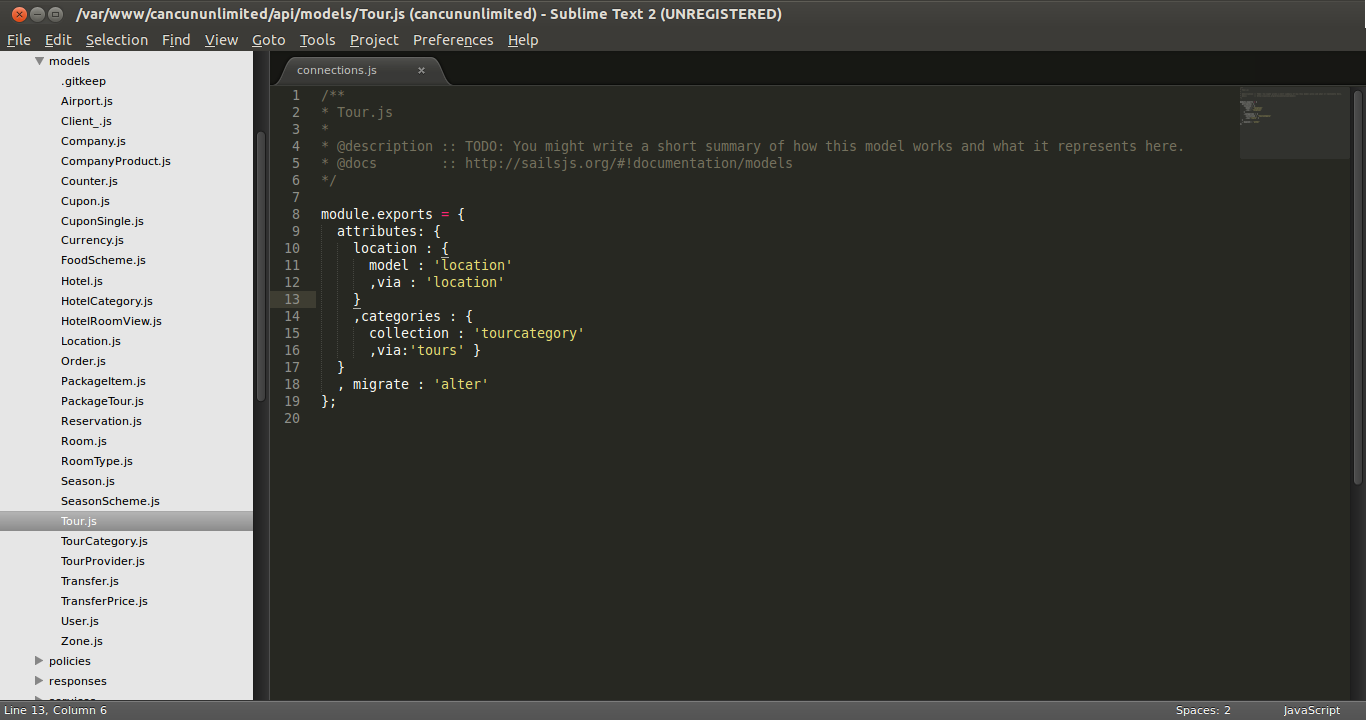 /var/www/cancununlimited/api/models/Tour.js (cancununlimited) - Sublime Text 2 (UNREGISTERED)
File Edit Selection Find View Goto Tools Project Preferences Help
models
.gitkeep
Airport.js
Client_.js
Company.js
CompanyProduct.js
Counter.js
Cupon.js
CuponSingle.js
Currency.js
FoodScheme.js
Hotel.js
HotelCategory.js
HotelRoomView.js
Location.js
Order.js
PackageItem.js
PackageTour.js
Reservation.js
Room.js
RoomType.js
Season.js
SeasonScheme.js
Tour.js
TourCategory.js
TourProvider.js
Transfer.js
TransferPrice.js
User.js
Zone.js
policies
responses
services
connections.js ×
1 /**
2 * Tour.js
3 *
4 * @description :: TODO: You might write a short summary of how this model works and what it represents here.
5 * @docs        :: http://sailsjs.org/#!documentation/models
6 */
7
8 module.exports = {
9   attributes: {
10     location : {
11       model : 'location'
12       ,via : 'location'
13     }
14     ,categories : {
15       collection : 'tourcategory'
16       ,via:'tours' }
17   }
18   , migrate : 'alter'
19 };
20
Line 13, Column 6 Spaces: 2 JavaScript